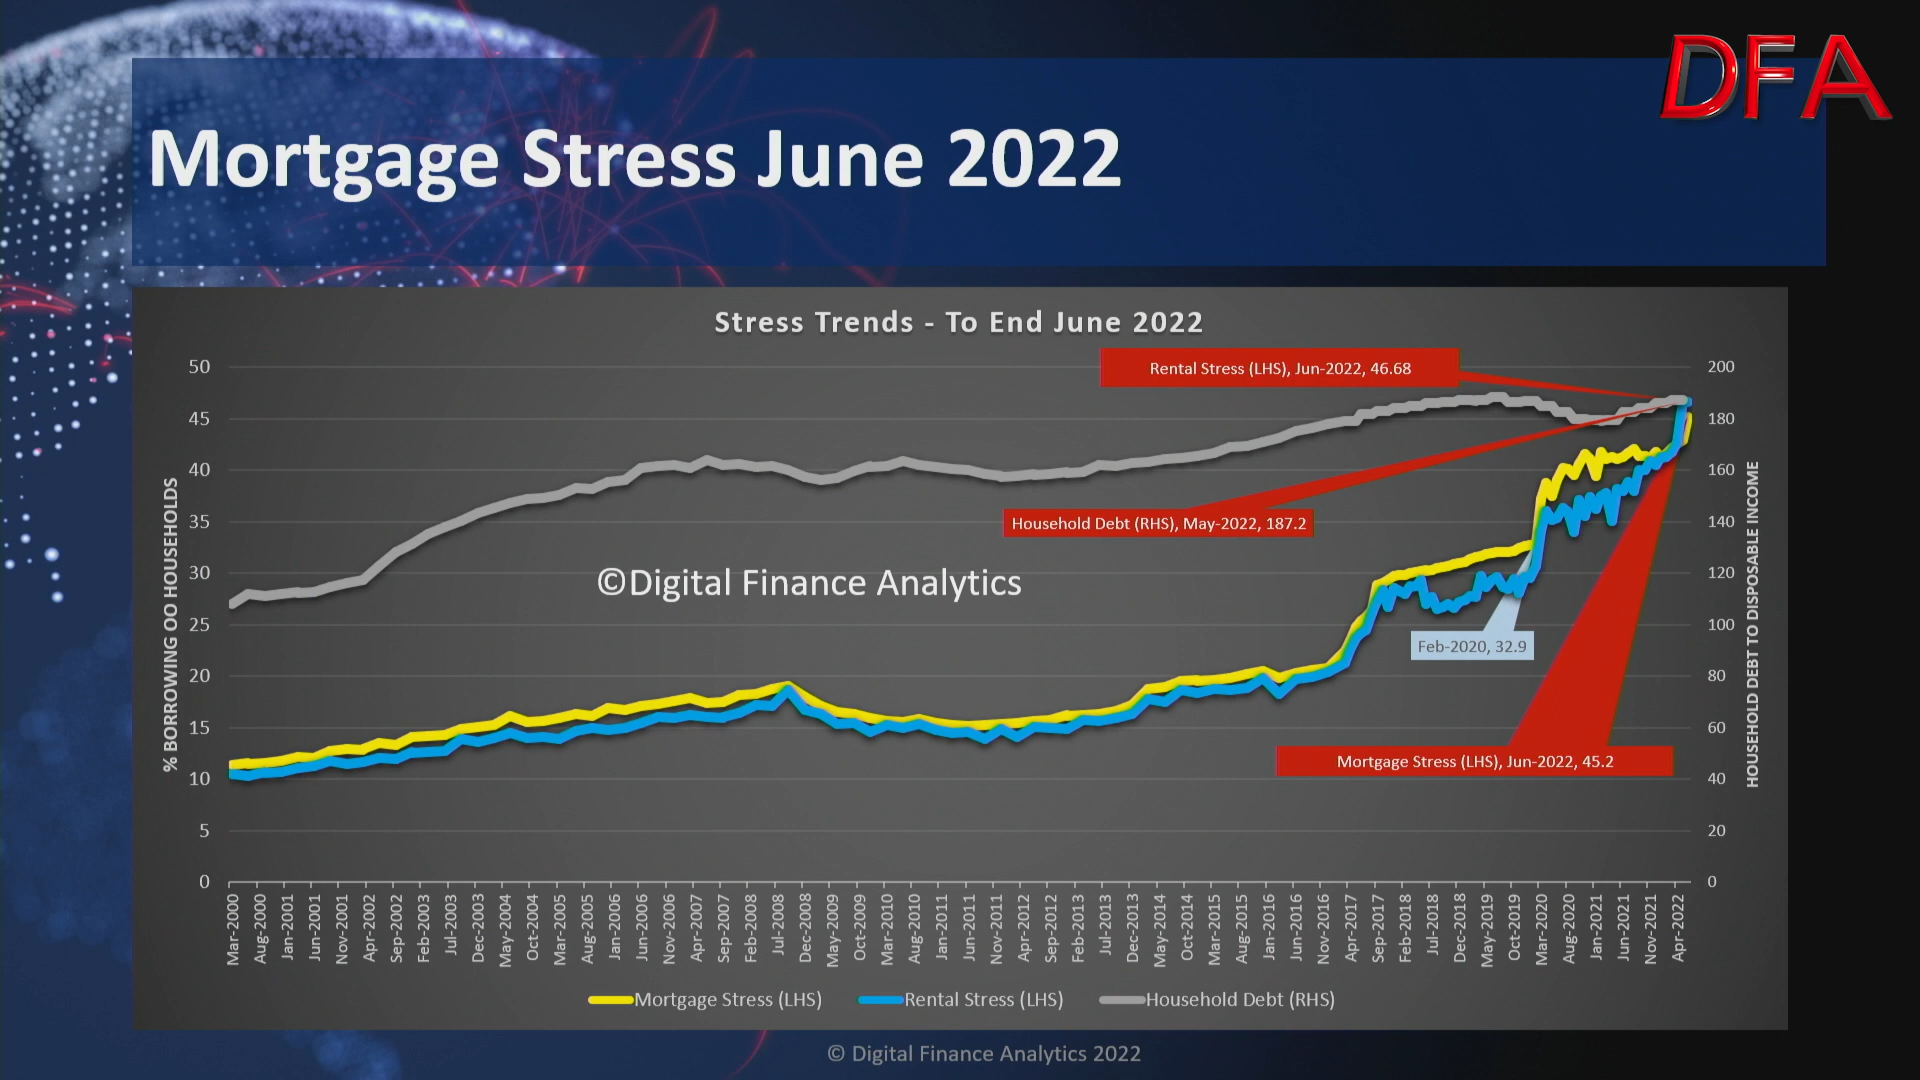 DFA
Mortgage Stress June 2022
Stress Trends - To End June 2022
Rental Stress (LHS), Jun-2022, 46.68
Household Debt (RHS), May-2022, 187.2
©Digital Finance Analytics
Feb-2020, 32.9
Mortgage Stress (LHS), Jun-2022, 45.2
% BORROWING OO HOUSEHOLDS
50
45
40
35
30
25
20
15
10
5
0
200
180
160
140
120
100
80
60
40
20
0
HOUSEHOLD DEBT TO DISPOSABLE INCOME
Mar-2000
Aug-2000
Jan-2001
Jun-2001
Nov-2001
Apr-2002
Sep-2002
Feb-2003
Jul-2003
Dec-2003
May-2004
Oct-2004
Mar-2005
Aug-2005
Jan-2006
Jun-2006
Nov-2006
Apr-2007
Sep-2007
Feb-2008
Jul-2008
Dec-2008
May-2009
Oct-2009
Mar-2010
Aug-2010
Jan-2011
Jun-2011
Nov-2011
Apr-2012
Sep-2012
Feb-2013
Jul-2013
Dec-2013
May-2014
Oct-2014
Mar-2015
Aug-2015
Jan-2016
Jun-2016
Nov-2016
Apr-2017
Sep-2017
Feb-2018
Jul-2018
Dec-2018
May-2019
Oct-2019
Mar-2020
Aug-2020
Jan-2021
Jun-2021
Nov-2021
Apr-2022
Mortgage Stress (LHS)
Rental Stress (LHS)
Household Debt (RHS)
© Digital Finance Analytics 2022